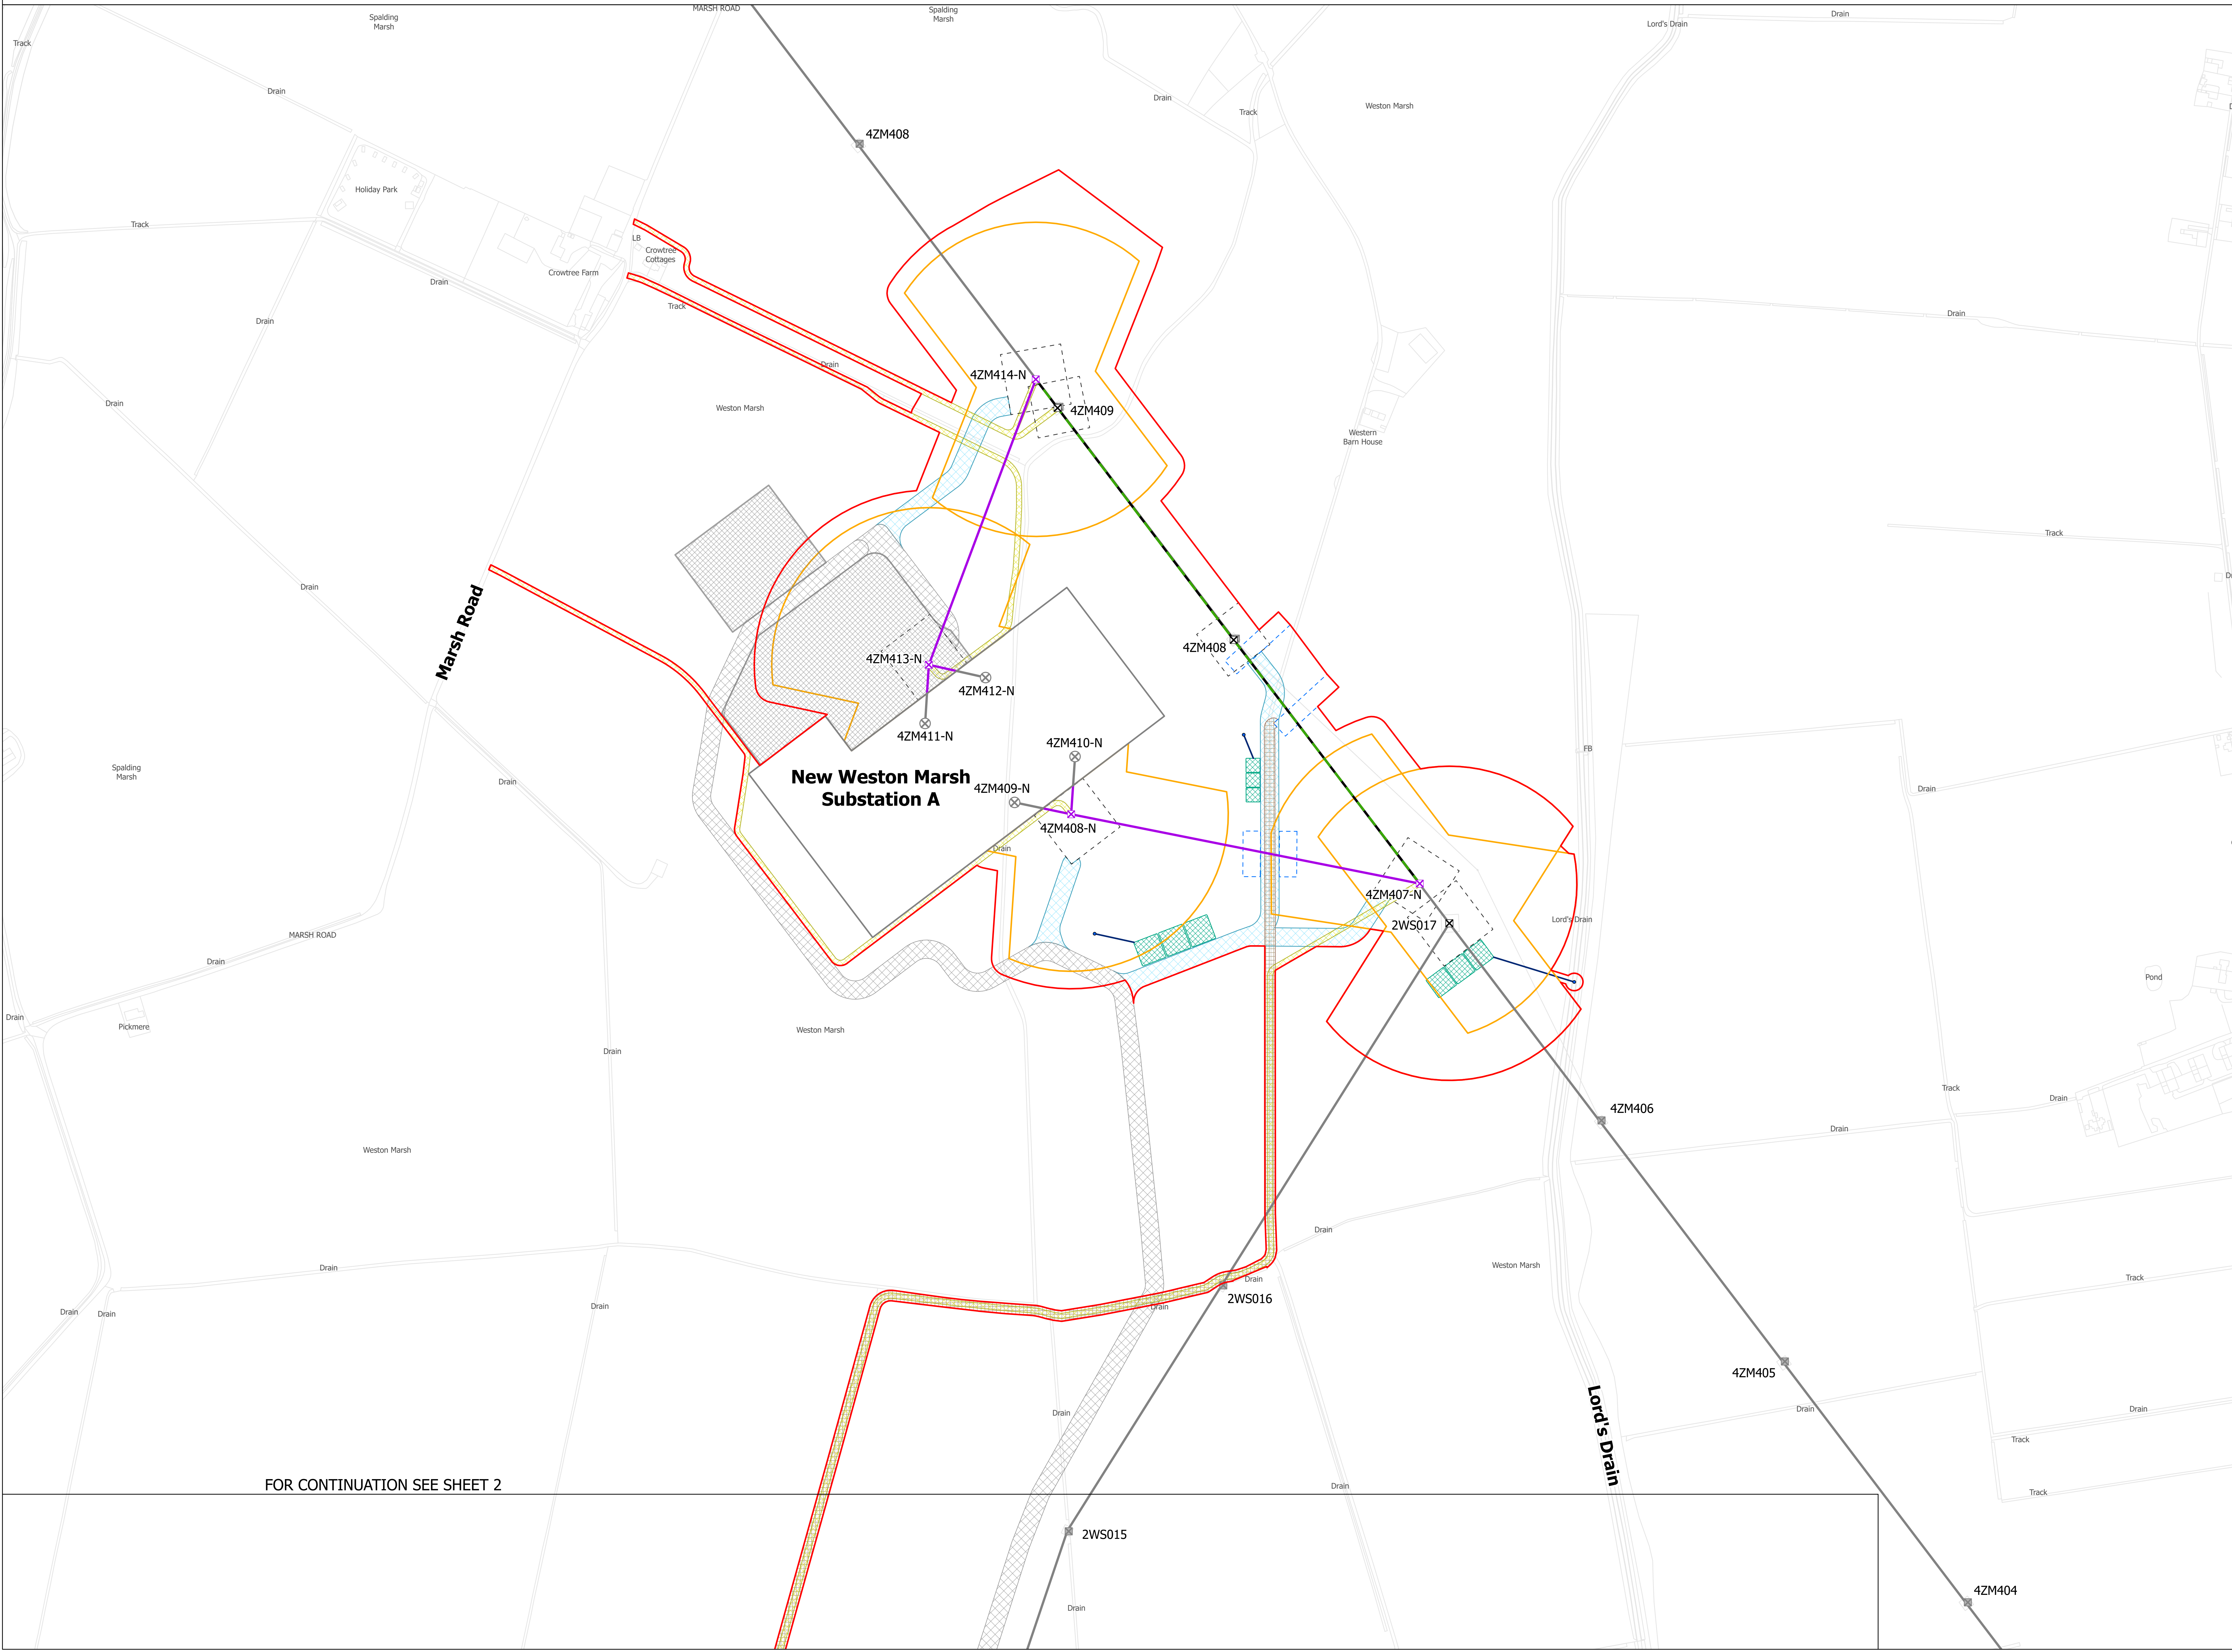 MARSH ROAD
Spalding
Marsh
Spalding
Marsh
Lord's Drain
Drain
Track
Drain
Drain
Track
Weston Marsh
4ZM408
Holiday Park
Track
LB
Crowtree
Cottages
Crowtree Farm
Drain
Track
Drain
Drain
Drain
4ZM414-N
4ZM409
Drain
Weston Marsh
Western
Barn House
Track
Drain
Marsh Road
4ZM408
4ZM413-N
4ZM412-N
4ZM411-N
4ZM410-N
FB
Spalding
Marsh
Drain
New Weston Marsh
Substation A
4ZM409-N
4ZM408-N
Drain
Drain
4ZM407-N
2WS017
Lord's Drain
MARSH ROAD
Drain
Pond
Drain
Pickmere
Weston Marsh
Drain
Track
Drain
4ZM406
Drain
Weston Marsh
Drain
Weston Marsh
Drain
Drain
Track
2WS016
Drain
Drain
Drain
Drain
Drain
4ZM405
Drain
Drain
Drain
Track
Lord's Drain
FOR CONTINUATION SEE SHEET 2
Drain
Track
2WS015
4ZM404
Drain